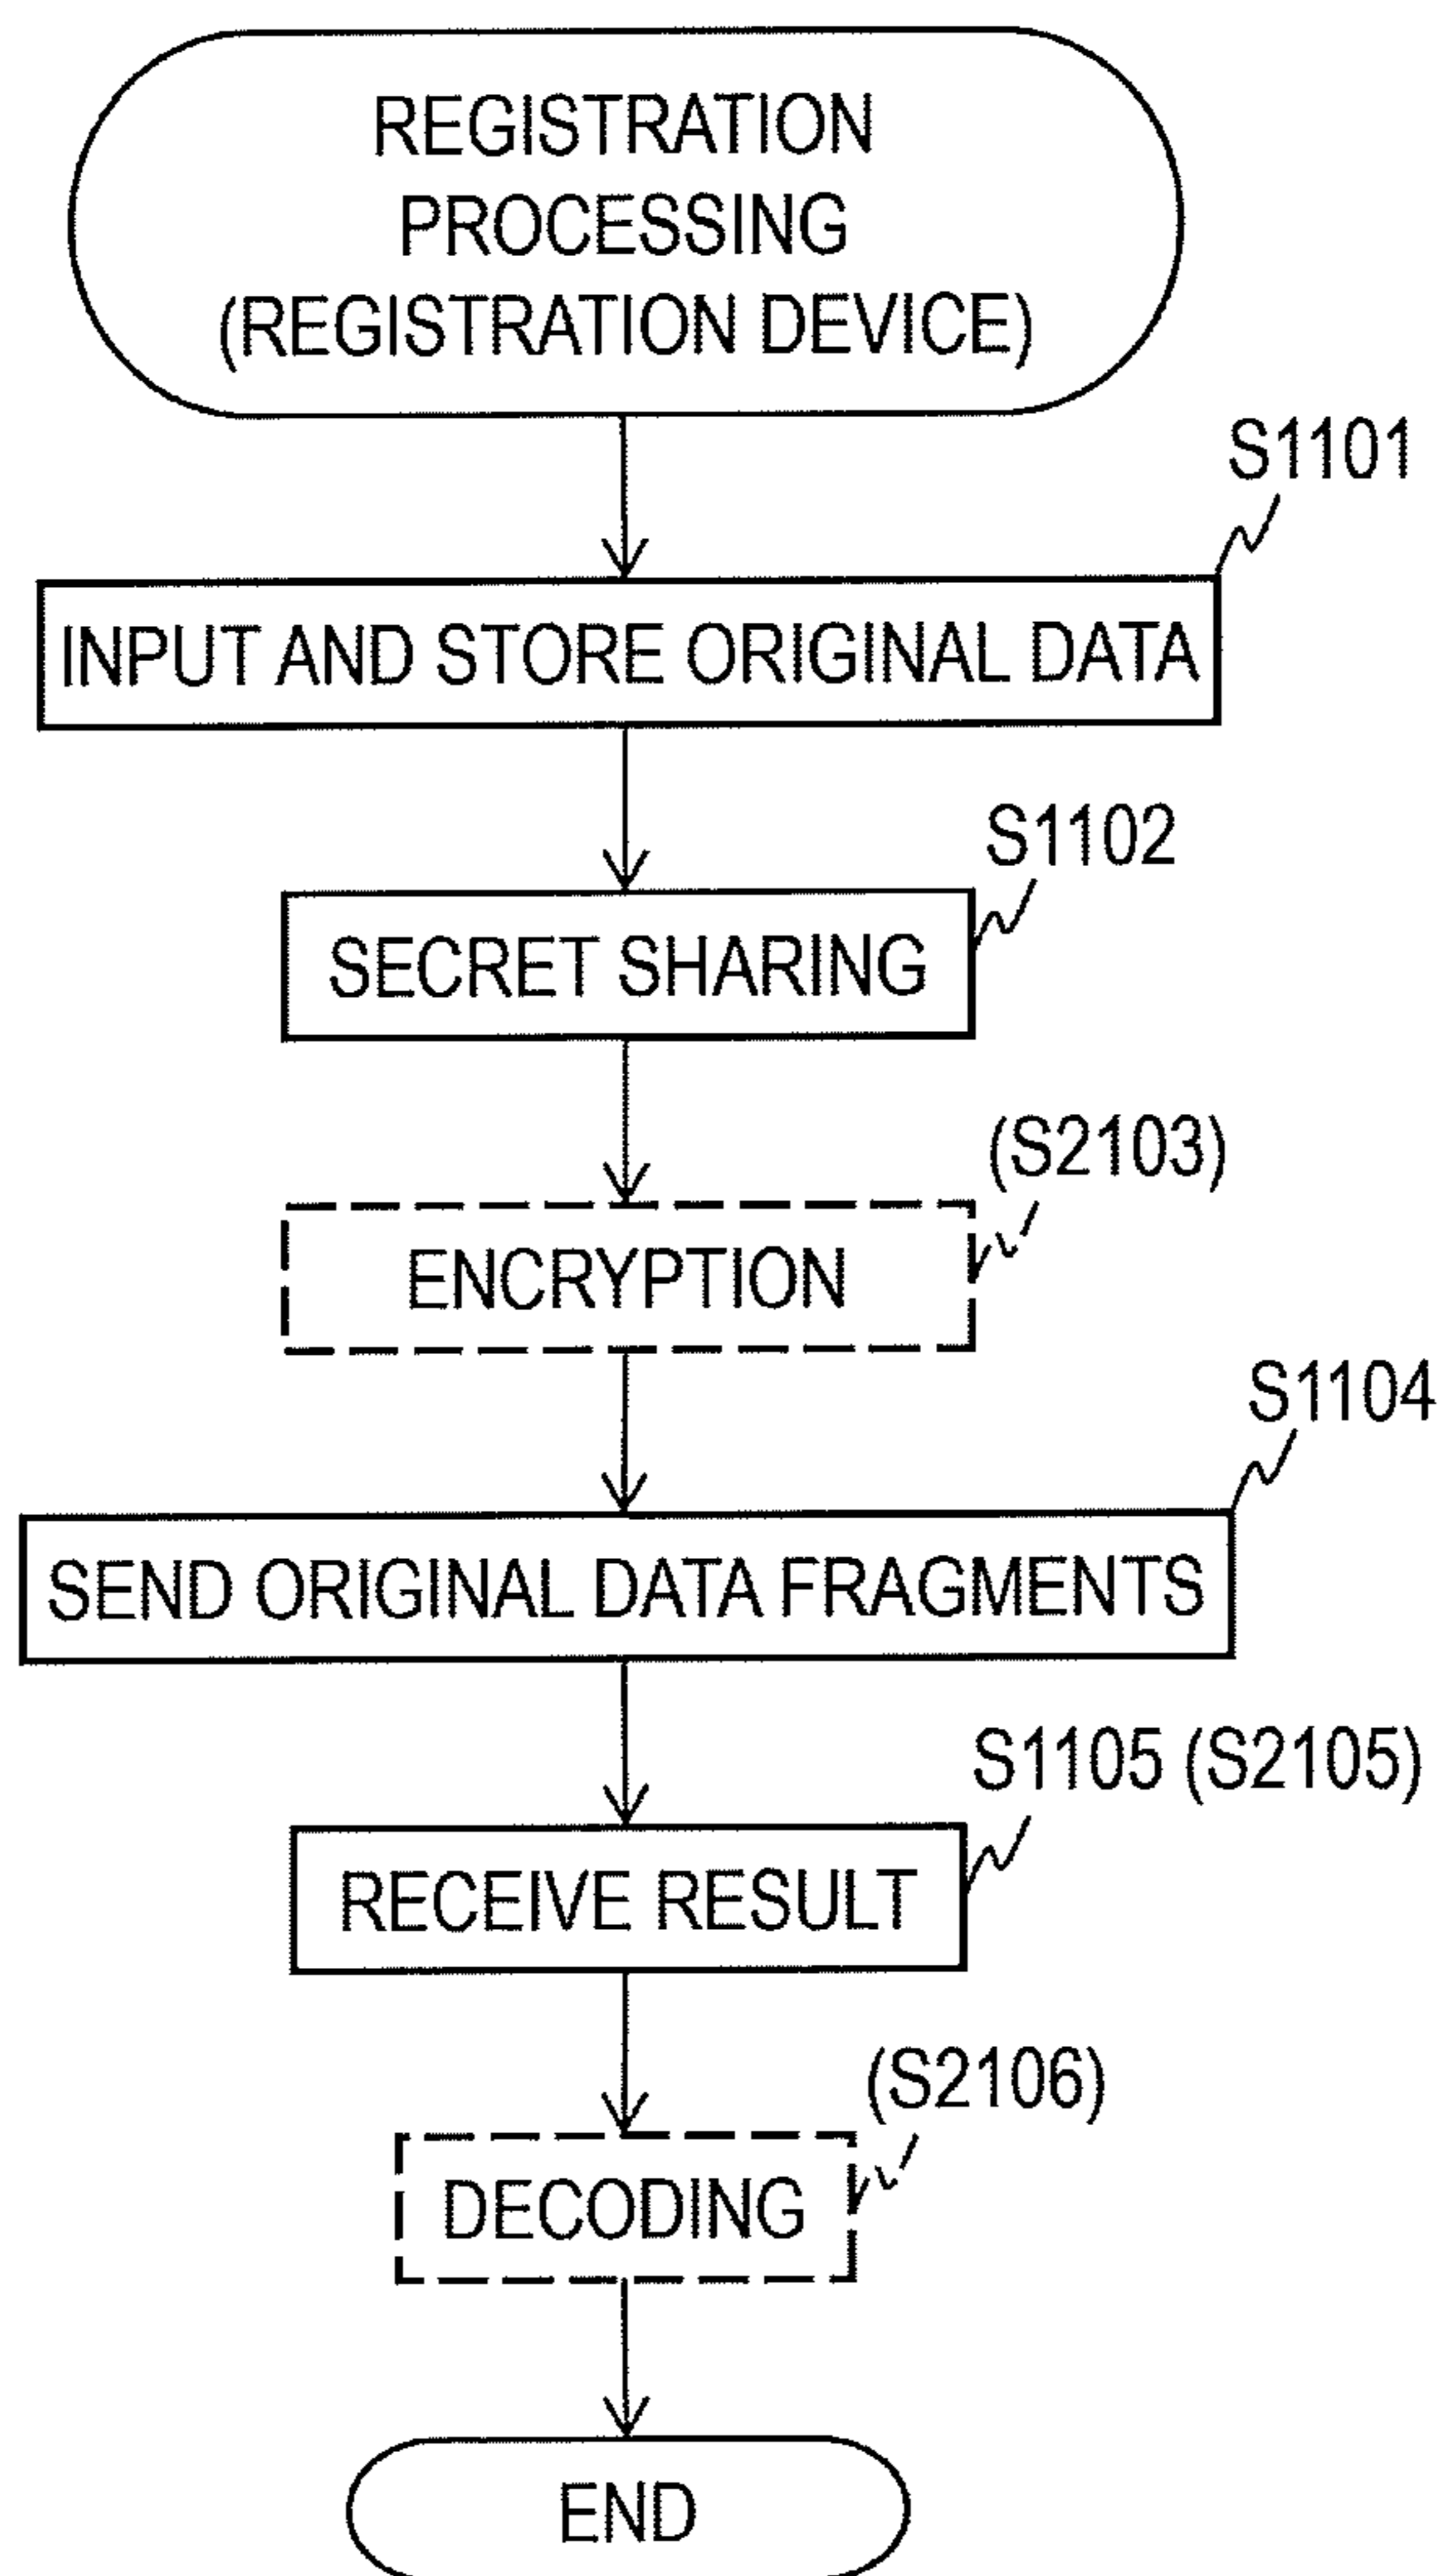 REGISTRATION
PROCESSING
(REGISTRATION DEVICE)
S1101
INPUT AND STORE ORIGINAL DATA
S1102
SECRET SHARING
(S2103)
ENCRYPTION
S1104
SEND ORIGINAL DATA FRAGMENTS
S1105 (S2105)
RECEIVE RESULT
(S2106)
DECODING
END